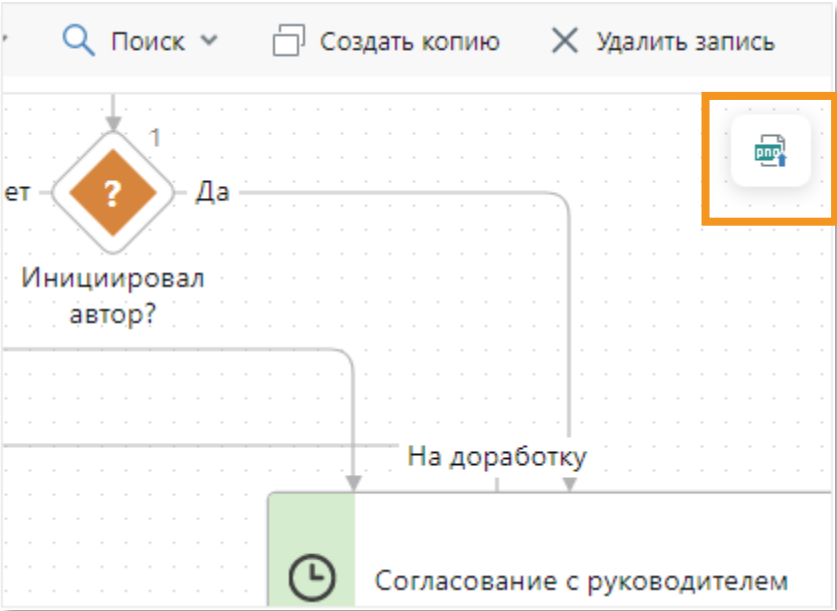 Поиск
Создать копию
Удалить запись
1
png
ет
?
Да
Инициировал
автор?
На доработку
Согласование с руководителем